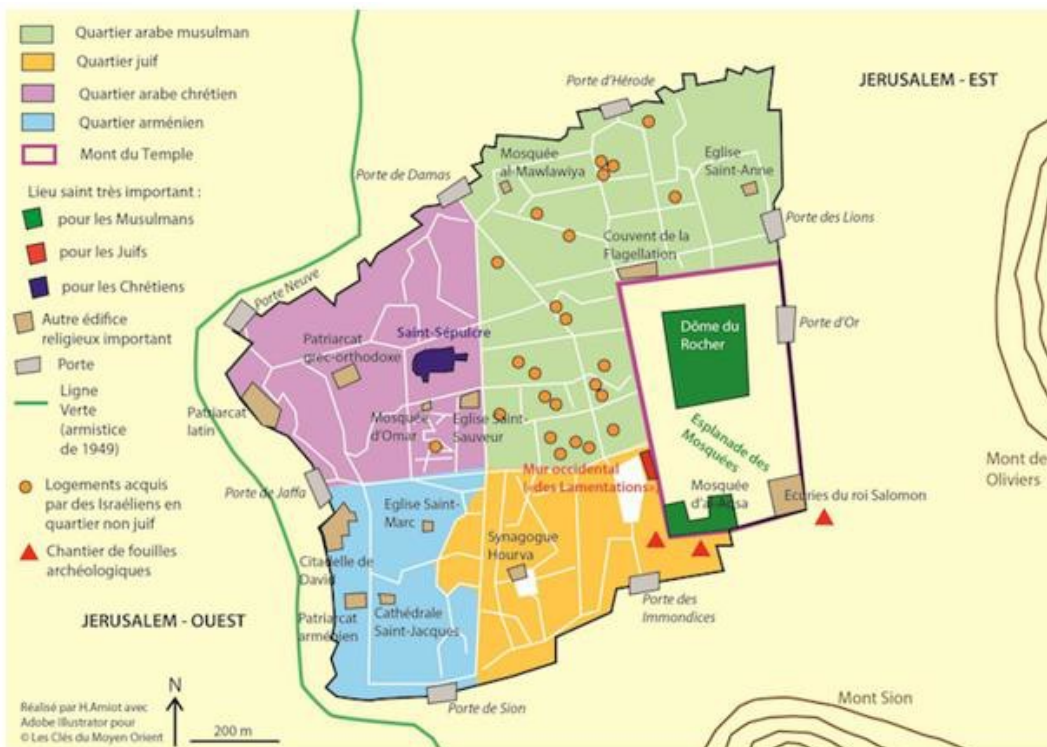 Quartier arabe musulman
Quartier juif
Quartier arabe chrétien
Quartier arménien
Mont du Temple
Lieu saint très important :
pour les Musulmans
pour les Juifs
pour les Chrétiens
Autre édifice
religieux important
Porte
Ligne
Verte
(armistice
de 1949)
Logements acquis
par des Israéliens en
quartier non juif
Chantier de fouilles
archéologiques
JERUSALEM - OUEST
Réalisé par H.Amiot avec
Adobe Illustrator pour
© Les Clés du Moyen Orient
N
200 m
JERUSALEM - EST
Porte d'Hérode
Mosquée
al-Mawlawiya
Eglise
Saint-Anne
Porte de Damas
Porte des Lions
Couvent de la
Flagellation
Porte Neuve
Saint-Sépulcre
Patriarcat
grec-orthodoxe
Dôme du
Rocher
Porte d'Or
Patriarcat
latin
Mosquée
d'Omar
Eglise Saint-
Sauveur
Esplanade des
Mosquées
Mont de
Oliviers
Porte de Jaffa
Mur occidental
(«des Lamentations»)
Mosquée
d'al-Aqsa
Ecuries du roi Salomon
Eglise Saint-
Marc
Synagogue
Hourva
Citadelle de
David
Patriarcat
arménien
Cathédrale
Saint-Jacques
Porte des
Immondices
Porte de Sion
Mont Sion